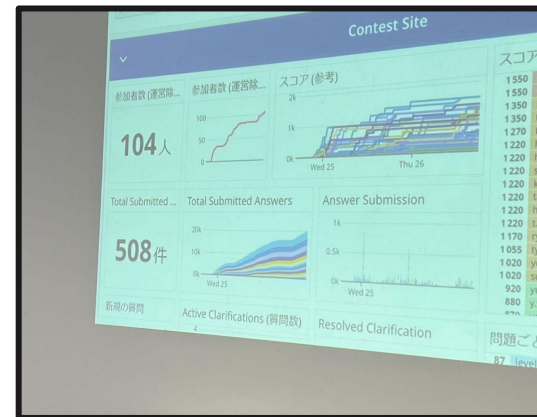 Contest Site
参加者数 (運営除...
104人
参加者数 (運営除...
100
50
0
スコア (参考)
2k
1k
0k
Wed 25
Thu 26
Total Submitted ...
508件
Total Submitted Answers
20k
10k
0k
Wed 25
Answer Submission
1k
0.5k
0k
Wed 25
新規の質問
Active Clarifications (質問数)
4
Resolved Clarification
スコア
1550
1550
1350
1350
1270
1220
1220
1220
1220
1220
1220
1220
1170
1055
1020
1020
920
880
問題ごと
87 level